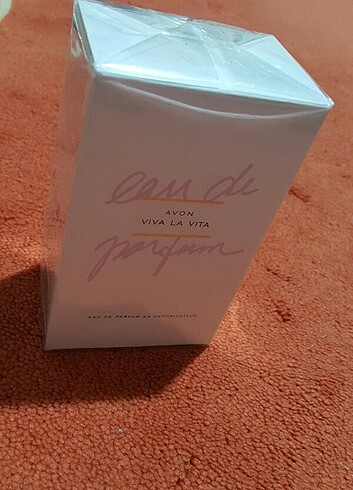 eau de
AVON
VIVA LA VITA
parfum
EAU DE PARFUM EN VAPORISATEUR